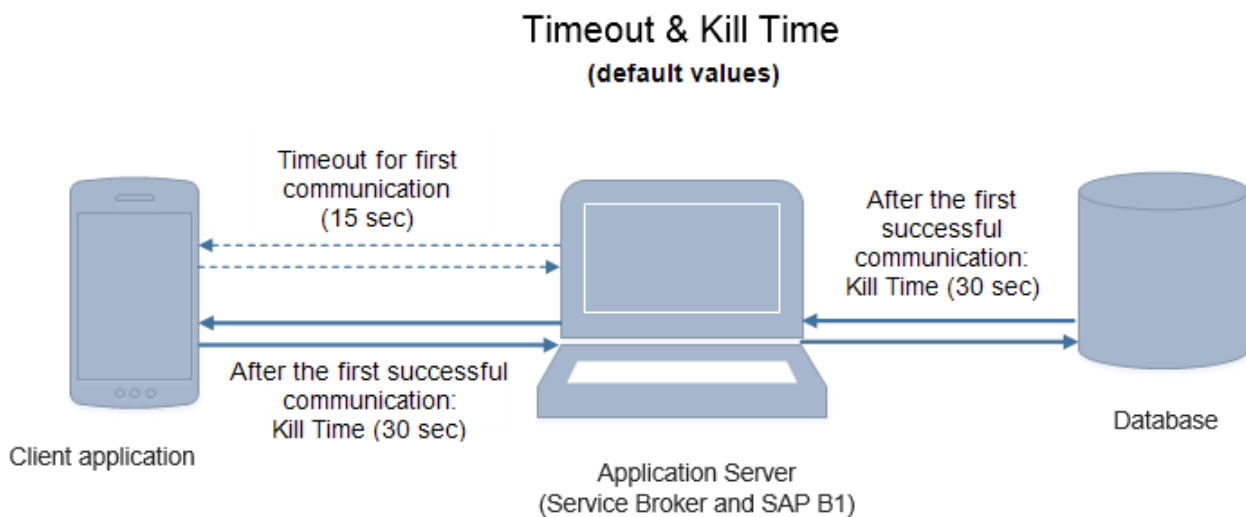 Timeout & Kill Time
(default values)
Timeout for first
communication
(15 sec)
After the first
successful
communication:
Kill Time (30 sec)
After the first successful
communication:
Kill Time (30 sec)
Client application
Application Server
(Service Broker and SAP B1)
Database